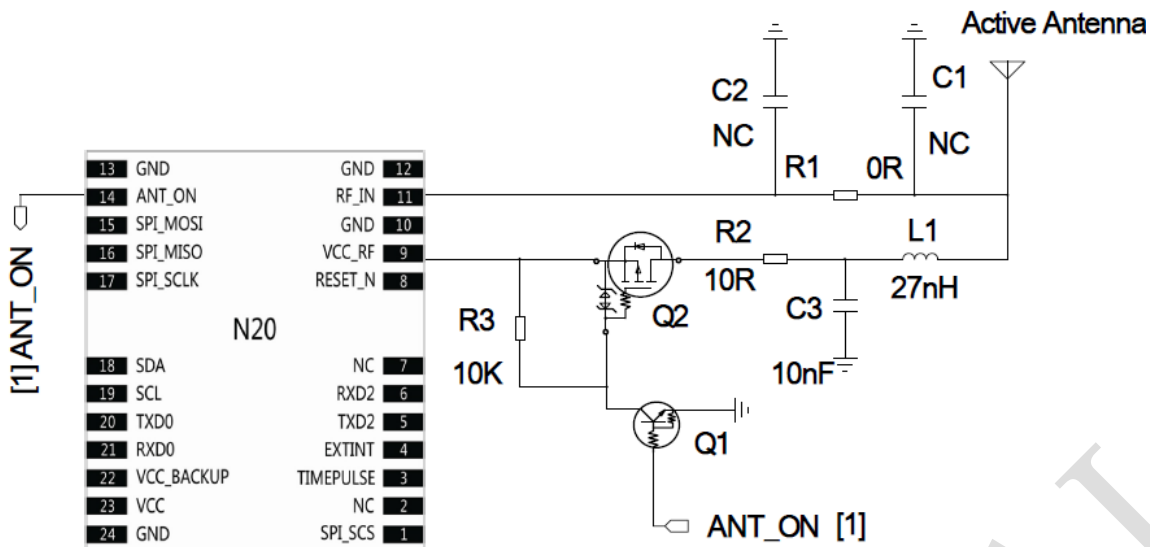 Active Antenna
C2
NC
C1
NC
R1
0R
13 GND
GND 12
14 ANT_ON
RF_IN 11
15 SPI_MOSI
GND 10
16 SPI_MISO
VCC_RF 9
17 SPI_SCLK
RESET_N 8
N20
18 SDA
NC 7
19 SCL
RXD2 6
20 TXD0
TXD2 5
21 RXD0
EXTINT 4
22 VCC_BACKUP
TIMEPULSE 3
23 VCC
NC 2
24 GND
SPI_SCS 1
[1]ANT_ON
R2
10R
L1
27nH
Q2
C3
10nF
R3
10K
Q1
ANT_ON [1]